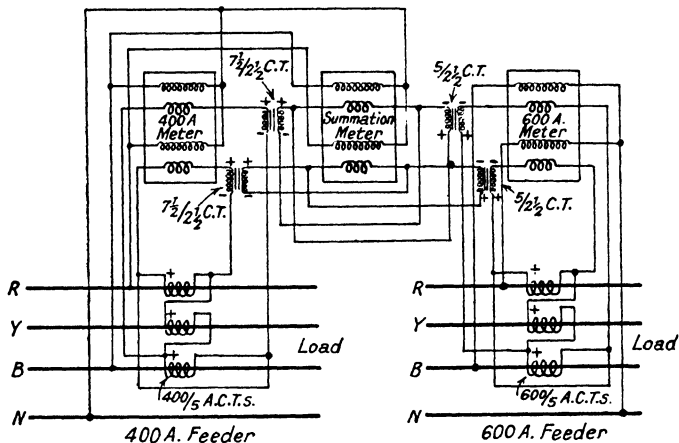 7½/2½ C.T.
5/2½ C.T.
400 A.
Meter
Summation
Meter
600 A.
Meter
7½/2½ C.T.
5/2½ C.T.
R
R
Y
Y
Load
Load
B
B
400/5 A.C.T.s.
600/5 A.C.T.s.
N
N
400 A. Feeder
600 A. Feeder